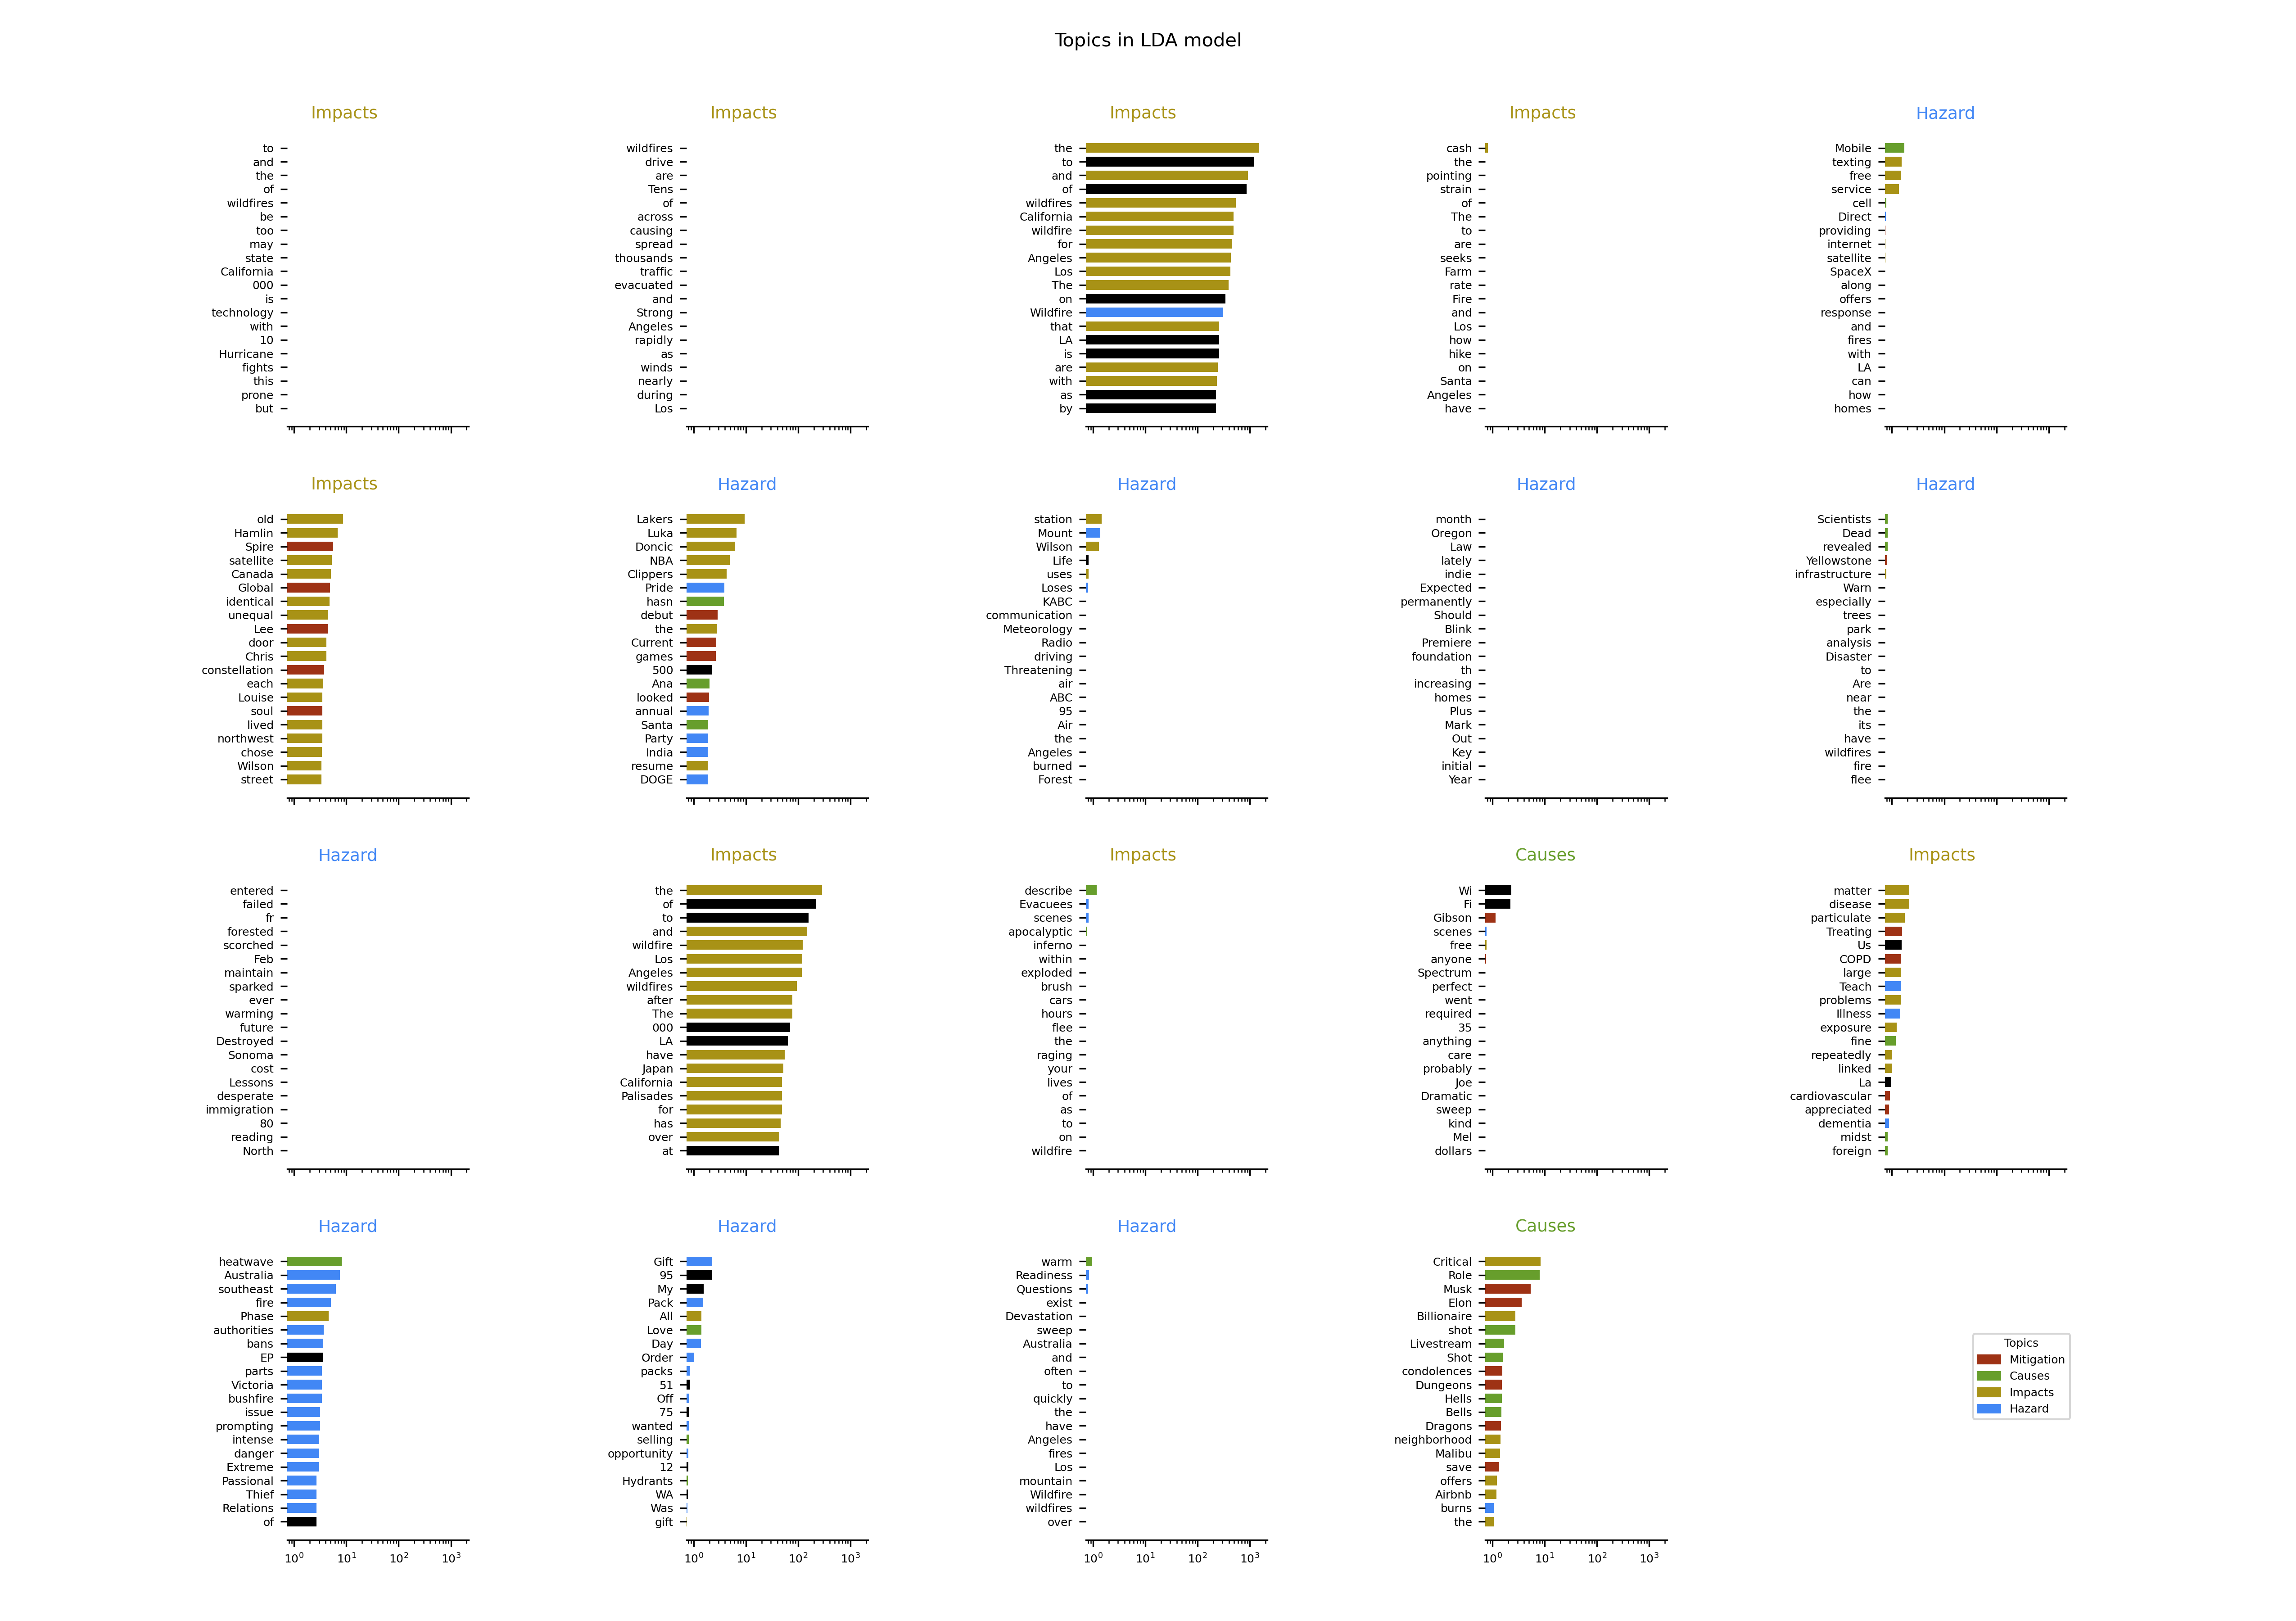 Topics in LDA model
Impacts
to
and
the
of
wildfires
be
too
may
state
California
000
is
technology
with
10
Hurricane
fights
this
prone
but
Impacts
wildfires
drive
are
Tens
of
across
causing
spread
thousands
traffic
evacuated
and
Strong
Angeles
rapidly
as
winds
nearly
during
Los
Impacts
the
to
and
of
wildfires
California
wildfire
for
Angeles
Los
The
on
Wildfire
that
LA
is
are
with
as
by
Impacts
cash
the
pointing
strain
of
The
to
are
seeks
Farm
rate
Fire
and
Los
how
hike
on
Santa
Angeles
have
Hazard
Mobile
texting
free
service
cell
Direct
providing
internet
satellite
SpaceX
along
offers
response
and
fires
with
LA
can
how
homes
Impacts
old
Hamlin
Spire
satellite
Canada
Global
identical
unequal
Lee
door
Chris
constellation
each
Louise
soul
lived
northwest
chose
Wilson
street
Hazard
Lakers
Luka
Doncic
NBA
Clippers
Pride
hasn
debut
the
Current
games
500
Ana
looked
annual
Santa
Party
India
resume
DOGE
Hazard
station
Mount
Wilson
Life
uses
Loses
KABC
communication
Meteorology
Radio
driving
Threatening
air
ABC
95
Air
the
Angeles
burned
Forest
Hazard
month
Oregon
Law
lately
indie
Expected
permanently
Should
Blink
Premiere
foundation
th
increasing
homes
Plus
Mark
Out
Key
initial
Year
Hazard
Scientists
Dead
revealed
Yellowstone
infrastructure
Warn
especially
trees
park
analysis
Disaster
to
Are
near
the
its
have
wildfires
fire
flee
Hazard
entered
failed
fr
forested
scorched
Feb
maintain
sparked
ever
warming
future
Destroyed
Sonoma
cost
Lessons
desperate
immigration
80
reading
North
Impacts
the
of
to
and
wildfire
Los
Angeles
wildfires
after
The
000
LA
have
Japan
California
Palisades
for
has
over
at
Impacts
describe
Evacuees
scenes
apocalyptic
inferno
within
exploded
brush
cars
hours
flee
the
raging
your
lives
of
as
to
on
wildfire
Causes
Wi
Fi
Gibson
scenes
free
anyone
Spectrum
perfect
went
required
35
anything
care
probably
Joe
Dramatic
sweep
kind
Mel
dollars
Impacts
matter
disease
particulate
Treating
Us
COPD
large
Teach
problems
Illness
exposure
fine
repeatedly
linked
La
cardiovascular
appreciated
dementia
midst
foreign
Hazard
heatwave
Australia
southeast
fire
Phase
authorities
bans
EP
parts
Victoria
bushfire
issue
prompting
intense
danger
Extreme
Passional
Thief
Relations
of
10⁰ 10¹ 10² 10³
Hazard
Gift
95
My
Pack
All
Love
Day
Order
packs
51
Off
75
wanted
selling
opportunity
12
Hydrants
WA
Was
gift
10⁰ 10¹ 10² 10³
Hazard
warm
Readiness
Questions
exist
Devastation
sweep
Australia
and
often
to
quickly
the
have
Angeles
fires
Los
mountain
Wildfire
wildfires
over
10⁰ 10¹ 10² 10³
Causes
Critical
Role
Musk
Elon
Billionaire
shot
Livestream
Shot
condolences
Dungeons
Hells
Bells
Dragons
neighborhood
Malibu
save
offers
Airbnb
burns
the
10⁰ 10¹ 10² 10³
Topics
Mitigation
Causes
Impacts
Hazard